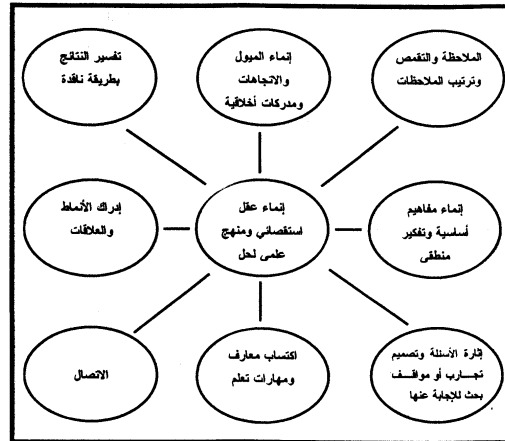 الملاحظة والتقمص
وترتيب الملاحظات
إنماء الميول
والاتجاهات
ومدركات أخلاقية
تفسير النتائج
بطريقة ناقدة
إنماء مفاهيم
أساسية وتفكير
منطقى
إنماء عقل
استقصائي ومنهج
علمى لحل
إدراك الأنماط
والعلاقات
إثارة الأسئلة وتصميم
تجارب أو مواقف
بحث للإجابة عنها
اكتساب معارف
ومهارات تعلم
الاتصال